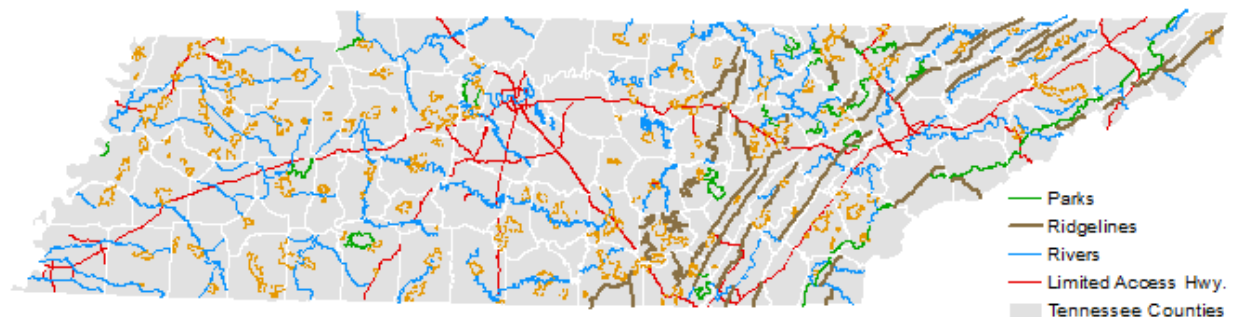 Parks
Ridgelines
Rivers
Limited Access Hwy.
Tennessee Counties